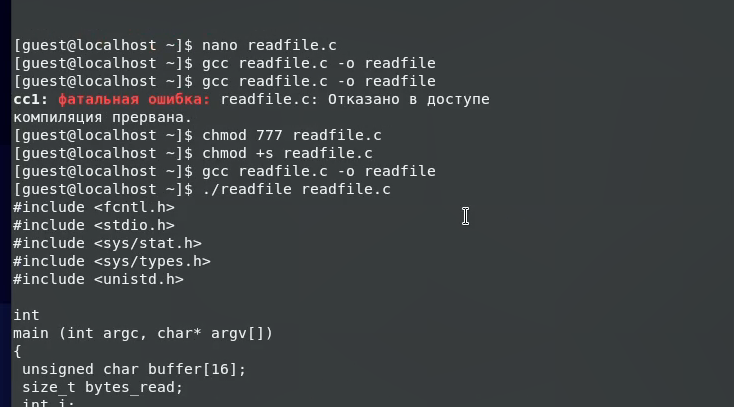 [guest@localhost ~]$ nano readfile.c
[guest@localhost ~]$ gcc readfile.c -o readfile
[guest@localhost ~]$ gcc readfile.c -o readfile
cc1: фатальная ошибка: readfile.c: Отказано в доступе
компиляция прервана.
[guest@localhost ~]$ chmod 777 readfile.c
[guest@localhost ~]$ chmod +s readfile.c
[guest@localhost ~]$ gcc readfile.c -o readfile
[guest@localhost ~]$ ./readfile readfile.c
#include <fcntl.h>
#include <stdio.h>
#include <sys/stat.h>
#include <sys/types.h>
#include <unistd.h>
int
main (int argc, char* argv[])
{
unsigned char buffer[16];
size_t bytes_read;
int i;